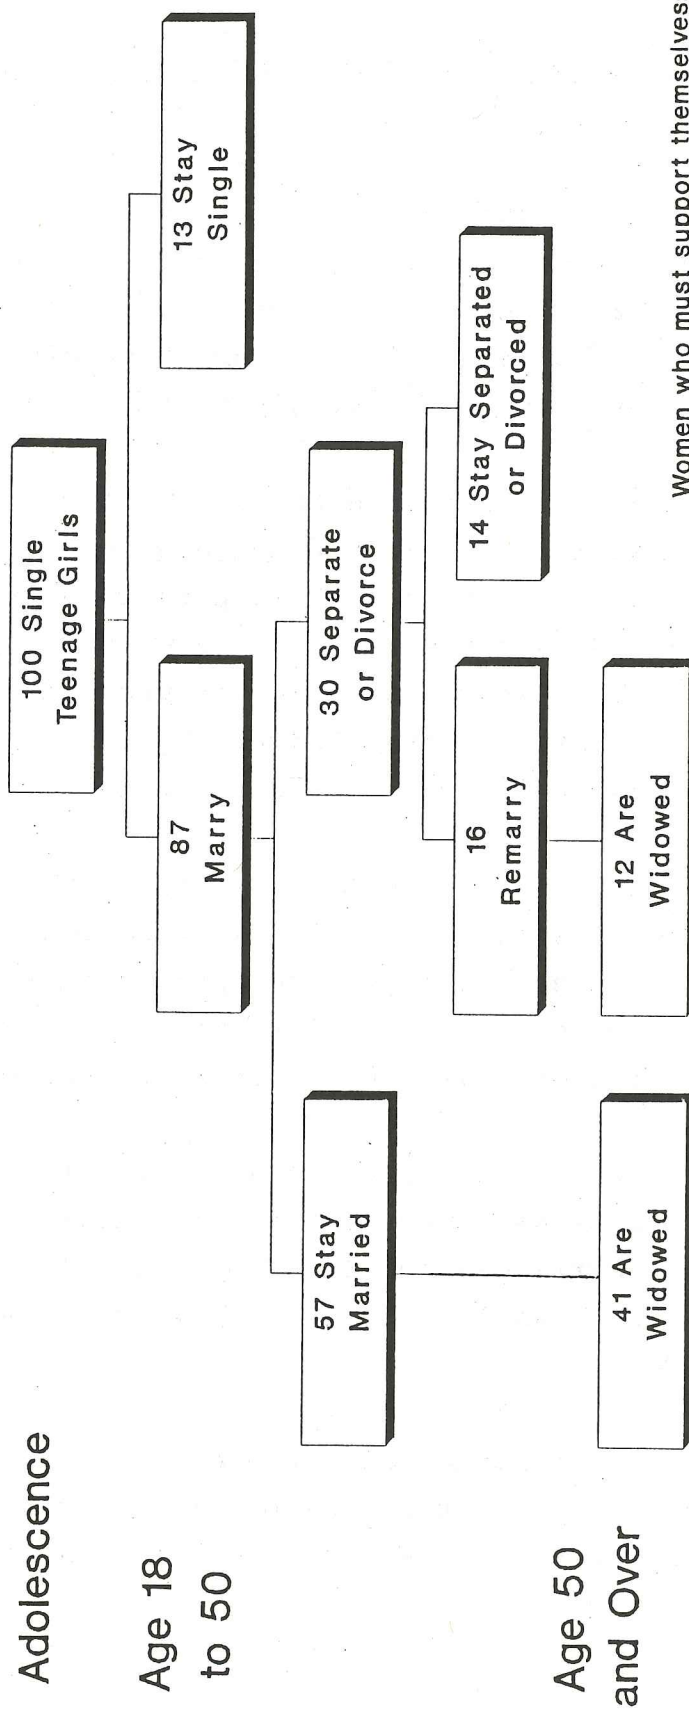 Adolescence
100 Single
Teenage Girls
Age 18
to 50
87
Marry
13 Stay
Single
57 Stay
Married
30 Separate
or Divorce
16
Remarry
14 Stay Separated
or Divorced
Age 50
and Over
41 Are
Widowed
12 Are
Widowed
Women who must support themselves